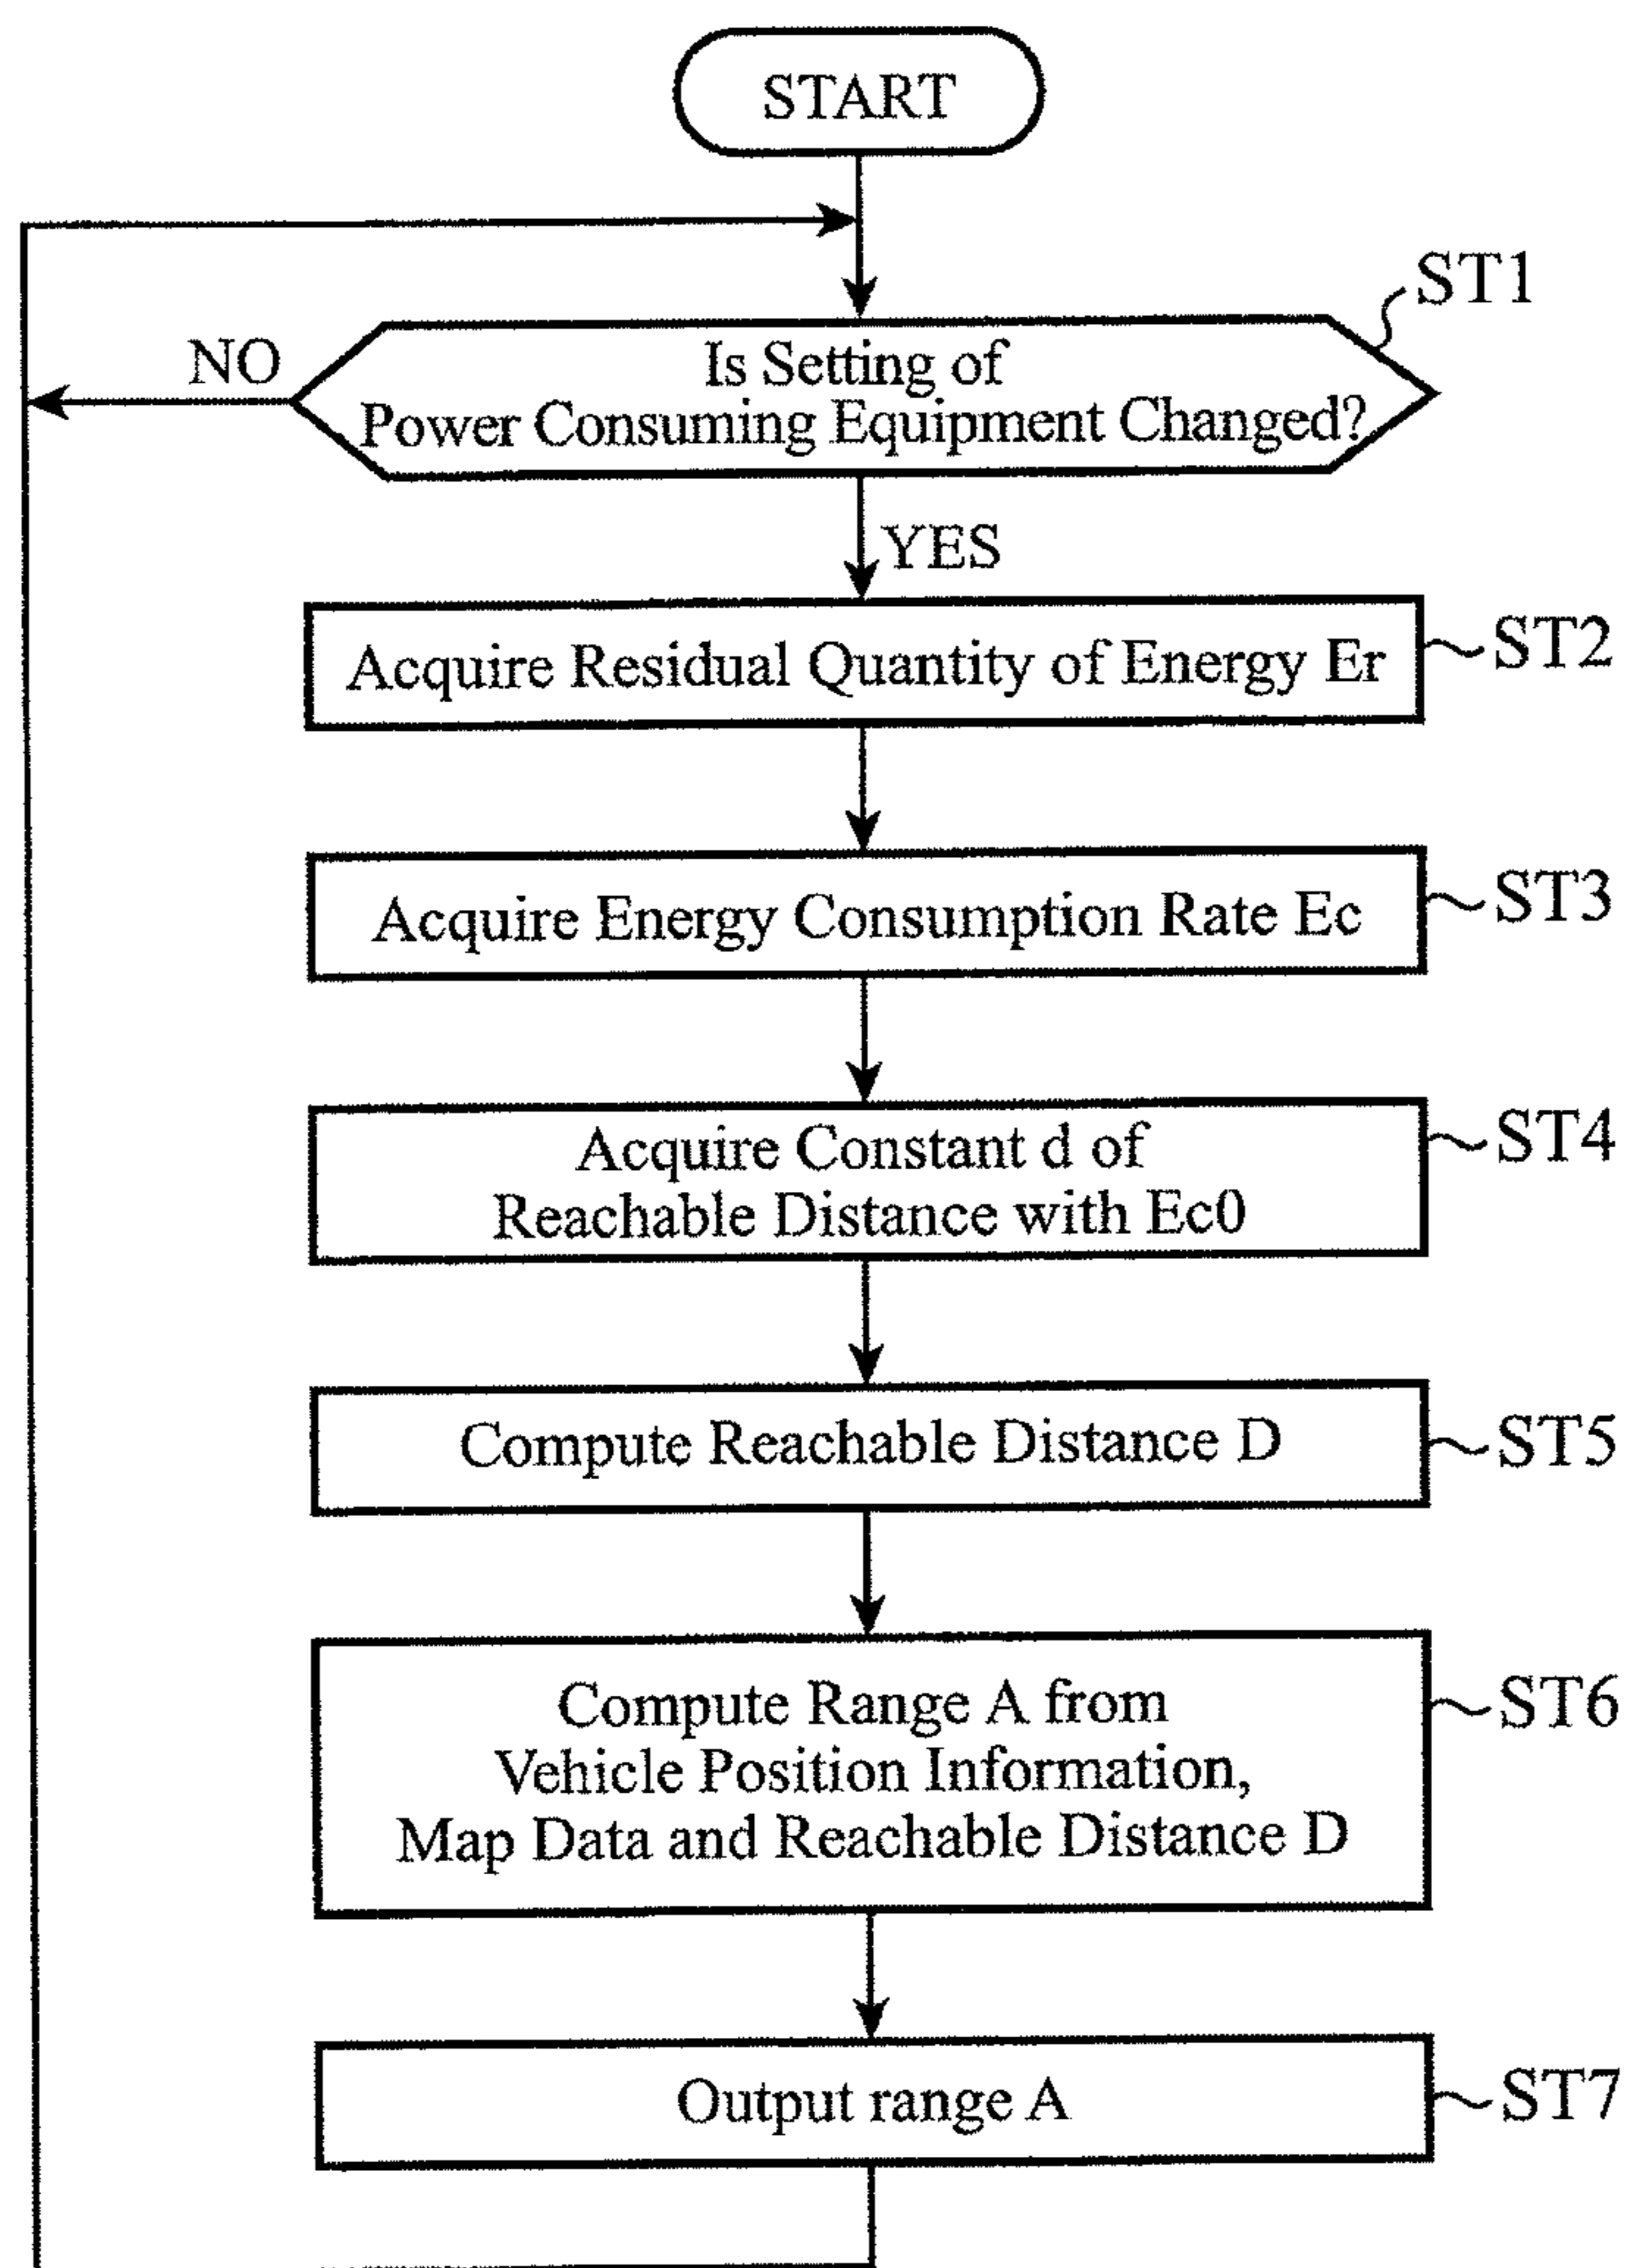 START
ST1
NO
Is Setting of
Power Consuming Equipment Changed?
YES
Acquire Residual Quantity of Energy Er
ST2
Acquire Energy Consumption Rate Ec
ST3
Acquire Constant d of
Reachable Distance with Ec0
ST4
Compute Reachable Distance D
ST5
Compute Range A from
Vehicle Position Information,
Map Data and Reachable Distance D
ST6
Output range A
ST7